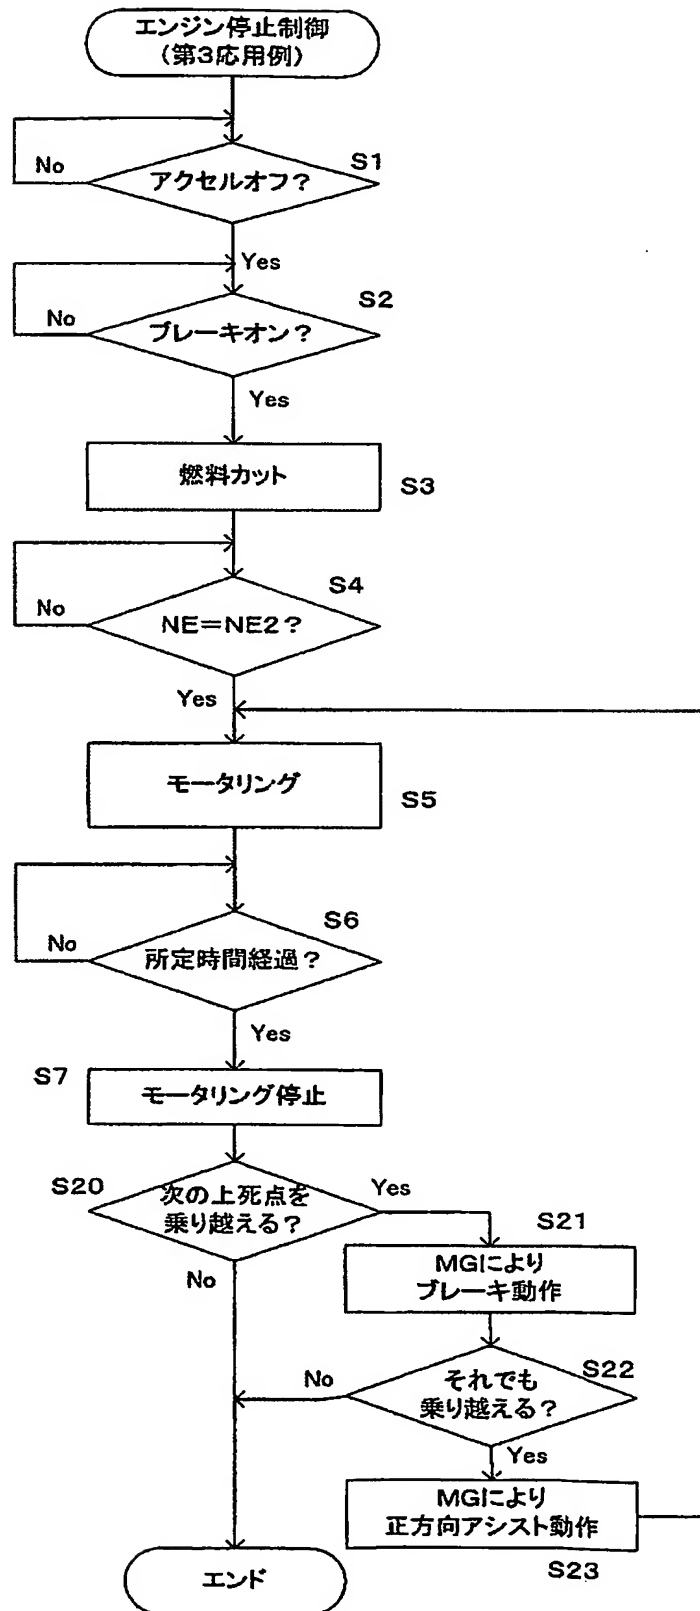 エンジン停止制御
(第3応用例)
No
アクセルオフ?
S1
Yes
No
ブレーキオン?
S2
Yes
燃料カット
S3
No
NE=NE2?
S4
Yes
モータリング
S5
No
所定時間経過?
S6
Yes
S7
モータリング停止
S20
次の上死点を
乗り越える?
Yes
No
S21
MGにより
ブレーキ動作
No
それでも
乗り越える?
S22
Yes
MGにより
正方向アシスト動作
S23
エンド